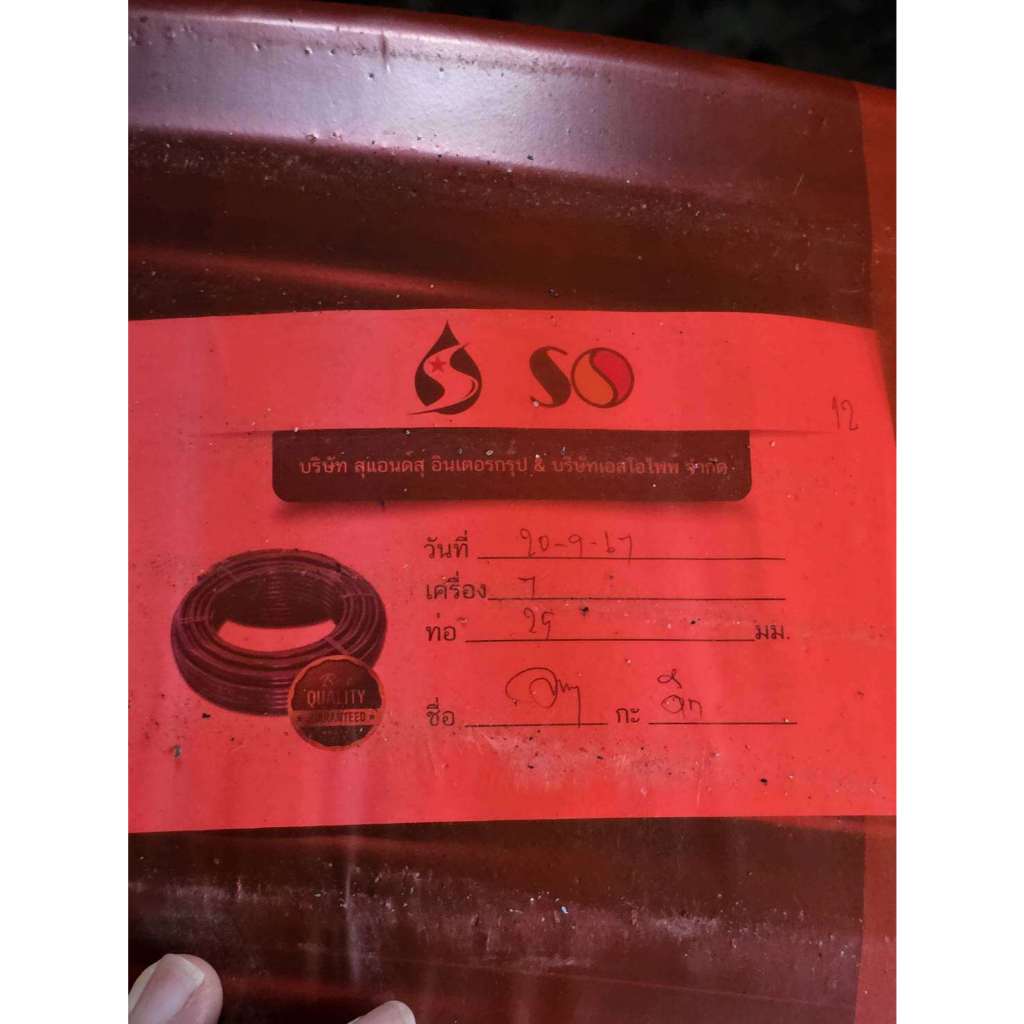 SO
12
บริษัท สุแอนด์สุ อินเตอร์กรุป & บริษัทเอสโอไพพ จำกัด
วันที่ 20-9-67
เครื่อง 7
ท่อ 25 มม.
QUALITY
GUARANTEED
ชื่อ กะ ดึก